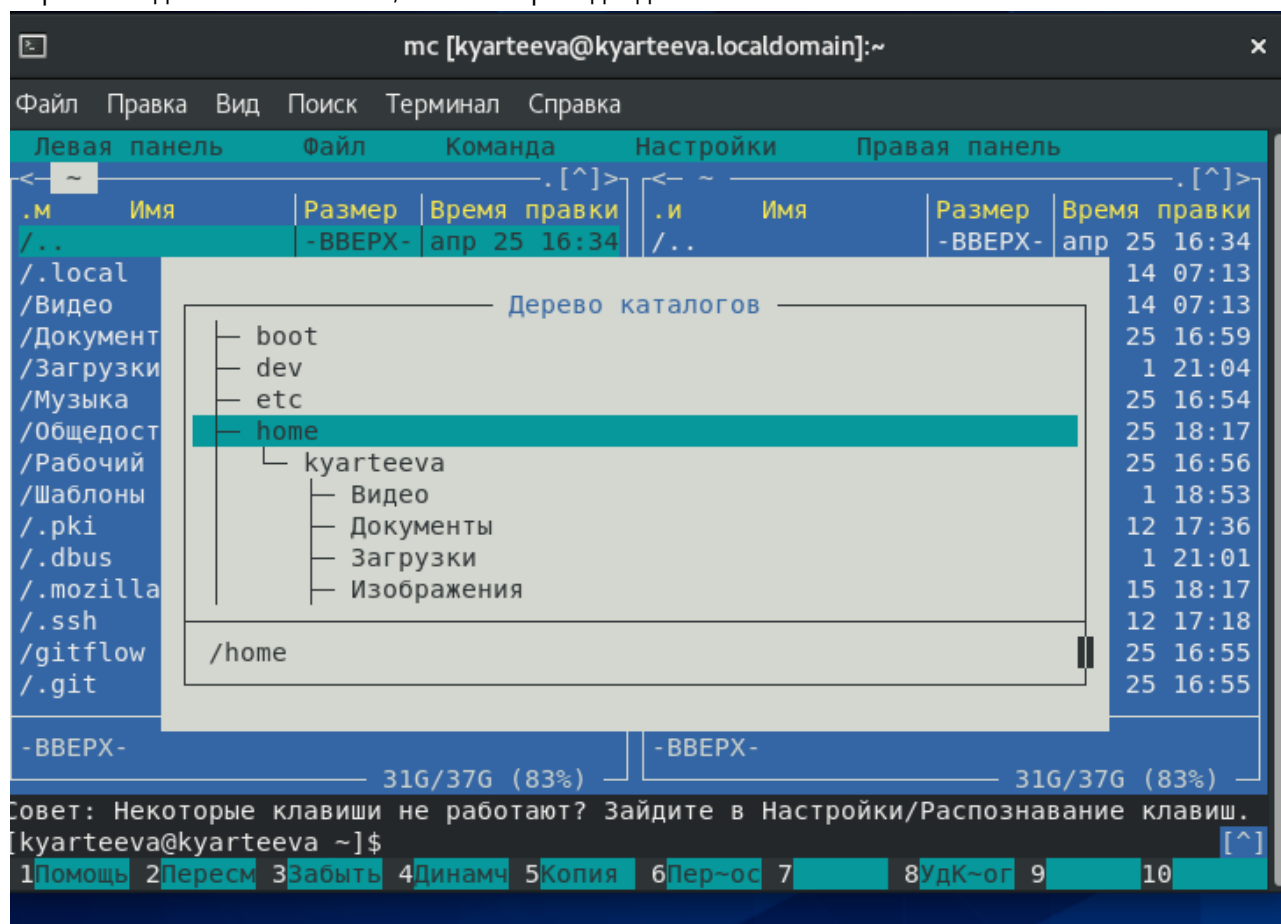 mc [kyarteeva@kyarteeva.localdomain]:~ ×
Файл Правка Вид Поиск Терминал Справка
Левая панель Файл Команда Настройки Правая панель
<— ~ .[^]> <— ~ .[^]>
.м Имя Размер Время правки .и Имя Размер Время правки
/.. -ВВЕРХ- апр 25 16:34 /.. -ВВЕРХ- апр 25 16:34
/.local 14 07:13
/Видео Дерево каталогов 14 07:13
/Документ ├─ boot 25 16:59
/Загрузки ├─ dev 1 21:04
/Музыка ├─ etc 25 16:54
/Общедост ├─ home 25 18:17
/Рабочий └─ kyarteeva 25 16:56
/Шаблоны ├─ Видео 1 18:53
/.pki ├─ Документы 12 17:36
/.dbus ├─ Загрузки 1 21:01
/.mozilla ├─ Изображения 15 18:17
/.ssh 12 17:18
/gitflow /home 25 16:55
/.git 25 16:55
-ВВЕРХ- -ВВЕРХ-
31G/37G (83%) 31G/37G (83%)
Совет: Некоторые клавиши не работают? Зайдите в Настройки/Распознавание клавиш.
[kyarteeva@kyarteeva ~]$ [^]
1Помощь 2Пересм 3Забыть 4Динамч 5Копия 6Пер~ос 7 8УдК~ог 9 10